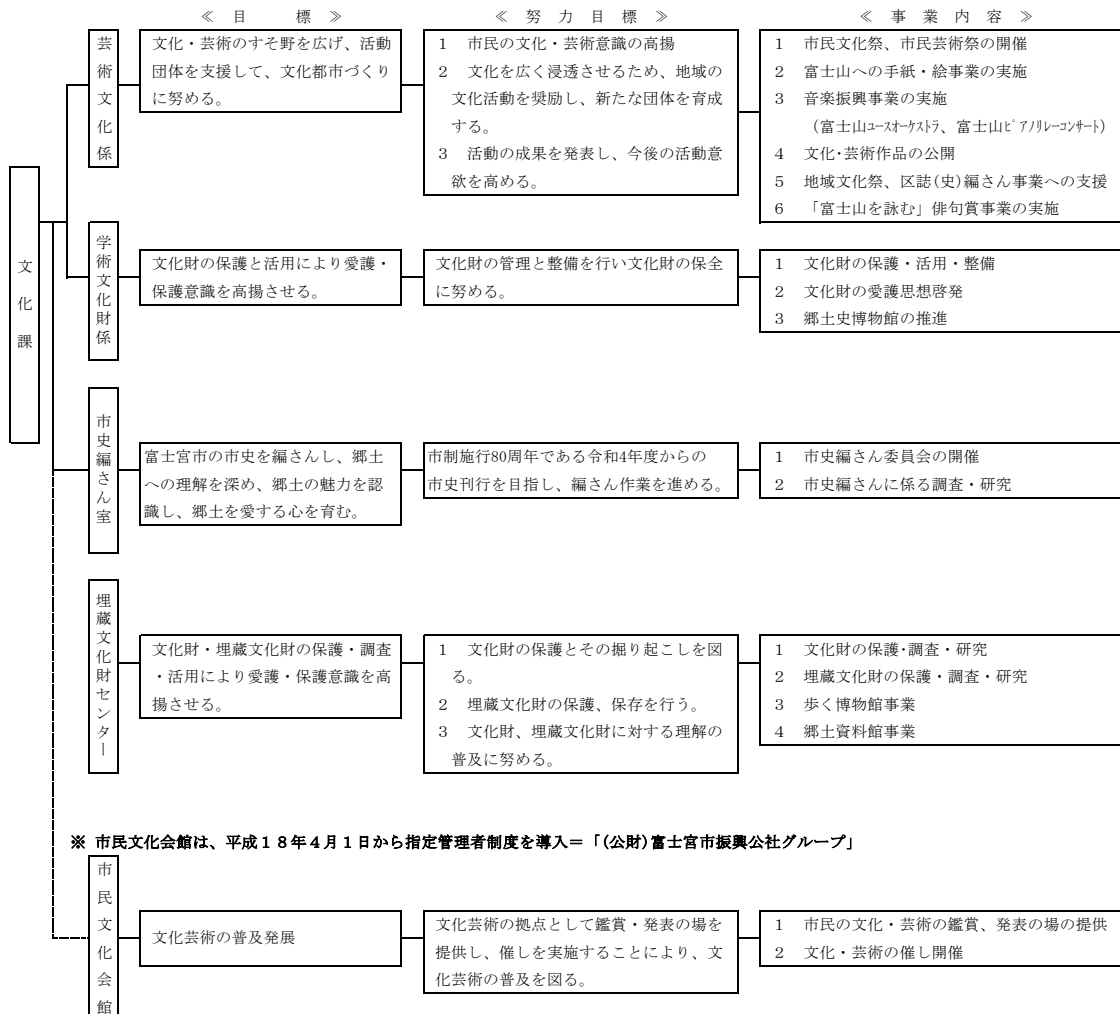 ≪ 目 標 ≫
≪ 努 力 目 標 ≫
≪ 事 業 内 容 ≫
文化課
芸術文化係
文化・芸術のすそ野を広げ、活動
団体を支援して、文化都市づくり
に努める。
1 市民の文化・芸術意識の高揚
2 文化を広く浸透させるため、地域の
文化活動を奨励し、新たな団体を育成
する。
3 活動の成果を発表し、今後の活動意
欲を高める。
1 市民文化祭、市民芸術祭の開催
2 富士山への手紙・絵事業の実施
3 音楽振興事業の実施
(富士山ﾕｰｽｵｰｹｽﾄﾗ、富士山ﾋﾟｱﾉﾘﾚｰｺﾝｻｰﾄ)
4 文化・芸術作品の公開
5 地域文化祭、区誌(史)編さん事業への支援
6 「富士山を詠む」俳句賞事業の実施
学術文化財係
文化財の保護と活用により愛護・
保護意識を高揚させる。
文化財の管理と整備を行い文化財の保全
に努める。
1 文化財の保護・活用・整備
2 文化財の愛護思想啓発
3 郷土史博物館の推進
市史編さん室
富士宮市の市史を編さんし、郷土
への理解を深め、郷土の魅力を認
識し、郷土を愛する心を育む。
市制施行80周年である令和4年度からの
市史刊行を目指し、編さん作業を進める。
1 市史編さん委員会の開催
2 市史編さんに係る調査・研究
埋蔵文化財センター
文化財・埋蔵文化財の保護・調査
・活用により愛護・保護意識を高
揚させる。
1 文化財の保護とその掘り起こしを図
る。
2 埋蔵文化財の保護、保存を行う。
3 文化財、埋蔵文化財に対する理解の
普及に努める。
1 文化財の保護・調査・研究
2 埋蔵文化財の保護・調査・研究
3 歩く博物館事業
4 郷土資料館事業
※ 市民文化会館は、平成１８年４月１日から指定管理者制度を導入＝「(公財)富士宮市振興公社グループ」
市民文化会館
文化芸術の普及発展
文化芸術の拠点として鑑賞・発表の場を
提供し、催しを実施することにより、文
化芸術の普及を図る。
1 市民の文化・芸術の鑑賞、発表の場の提供
2 文化・芸術の催し開催